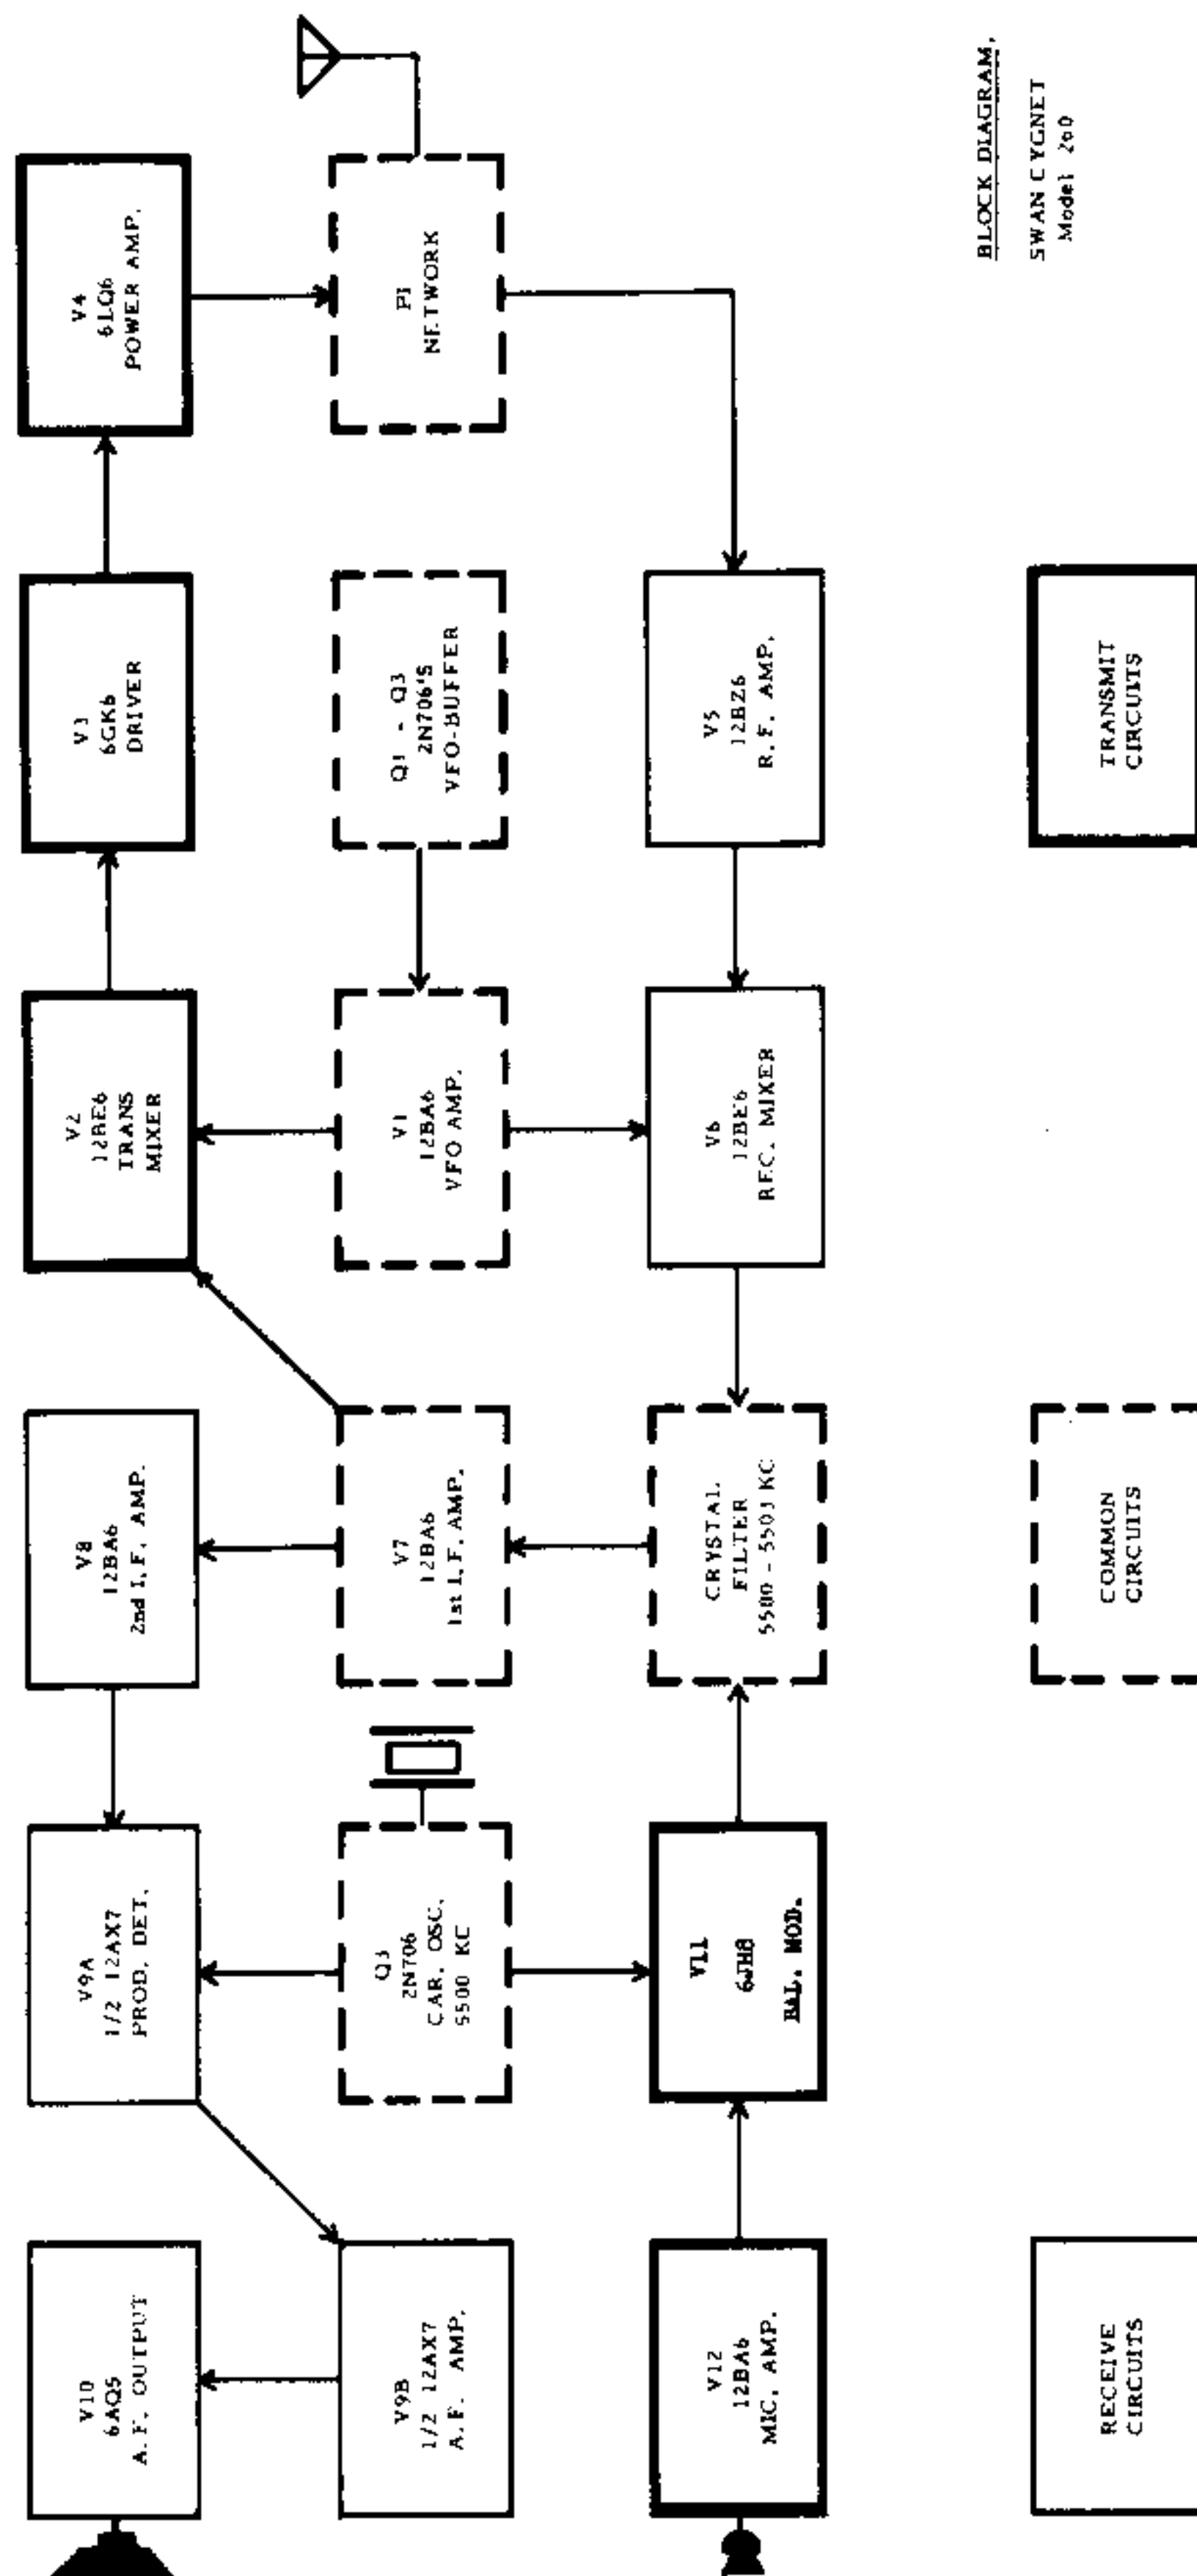 V10
6AQ5
A.F. OUTPUT
V9A
1/2 12AX7
PROD. DET.
V8
12BA6
2nd I.F. AMP.
V2
12BE6
TRANS
MIXER
V3
6GK6
DRIVER
V4
6LQ6
POWER AMP.
V9B
1/2 12AX7
A.F. AMP.
Q3
2N706
CAR. OSC.
5500 KC
V7
12BA6
1st I.F. AMP.
V1
12BA6
VFO AMP.
Q1 - Q3
2N706'S
VFO-BUFFER
PI
NETWORK
V12
12BA6
MIC. AMP.
V11
6JH8
BAL. MOD.
CRYSTAL
FILTER
5500 - 5503 KC
V6
12BE6
REC. MIXER
V5
12BZ6
R.F. AMP.
BLOCK DIAGRAM,
SWAN CYGNET
Model 260
RECEIVE
CIRCUITS
COMMON
CIRCUITS
TRANSMIT
CIRCUITS